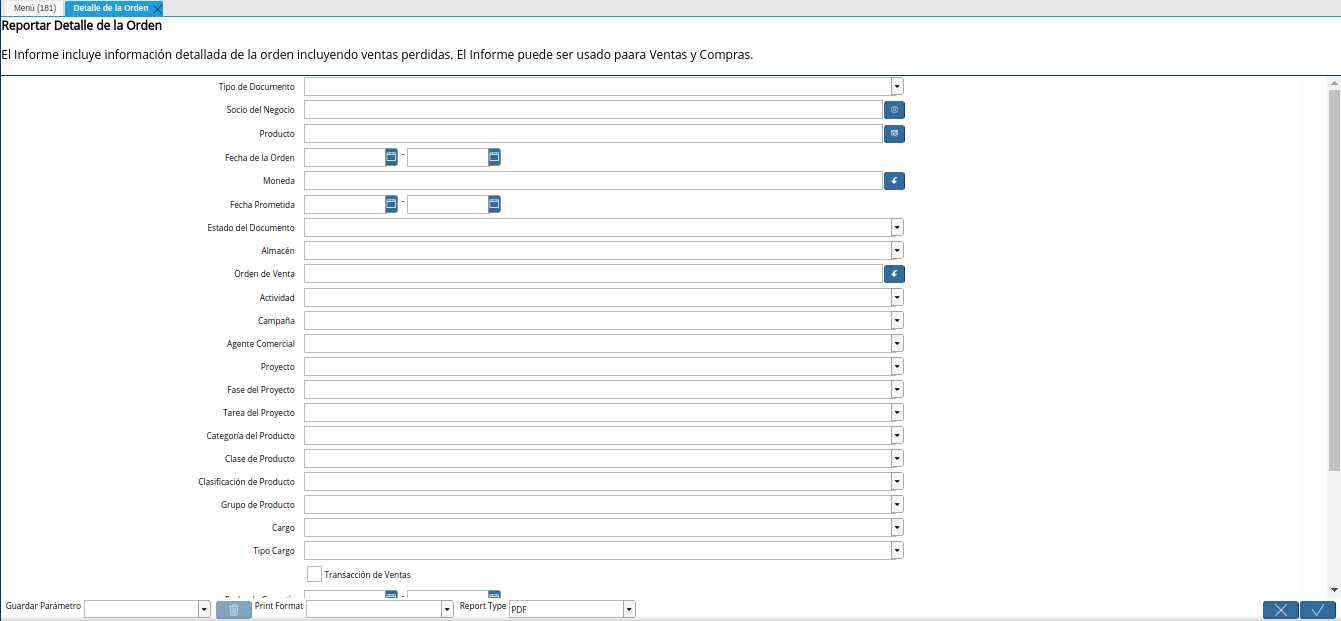 Menú (181) Detalle de la Orden
Reportar Detalle de la Orden
El Informe incluye información detallada de la orden incluyendo ventas perdidas. El Informe puede ser usado paara Ventas y Compras.
Tipo de Documento
Socio del Negocio
Producto
Fecha de la Orden -
Moneda
Fecha Prometida -
Estado del Documento
Almacén
Orden de Venta
Actividad
Campaña
Agente Comercial
Proyecto
Fase del Proyecto
Tarea del Proyecto
Categoría del Producto
Clase de Producto
Clasificación de Producto
Grupo de Producto
Cargo
Tipo Cargo
Transacción de Ventas
Guardar Parámetro Print Format Report Type PDF